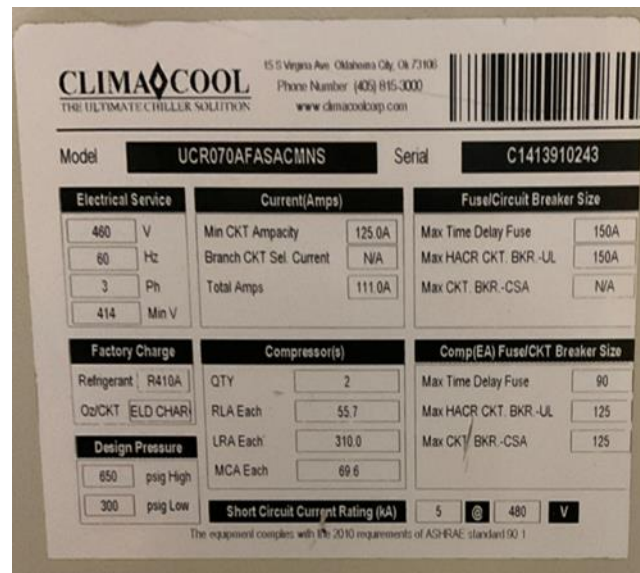 CLIMACOOL
THE ULTIMATE CHILLER SOLUTION
15 S Virginia Ave. Oklahoma City, Ok 73106
Phone Number (405) 815-3000
www.climacoolcorp.com
Model UCR070AFASACMNS Serial C1413910243
Electrical Service
460 V
60 Hz
3 Ph
414 Min V
Current(Amps)
Min CKT Ampacity 125.0A
Branch CKT Sel. Current N/A
Total Amps 111.0A
Fuse/Circuit Breaker Size
Max Time Delay Fuse 150A
Max HACR CKT. BKR.-UL 150A
Max CKT. BKR.-CSA N/A
Factory Charge
Refrigerant R410A
Oz/CKT ELD CHAR
Design Pressure
650 psig High
300 psig Low
Compressor(s)
QTY 2
RLA Each 55.7
LRA Each 310.0
MCA Each 69.6
Comp(EA) Fuse/CKT Breaker Size
Max Time Delay Fuse 90
Max HACR CKT. BKR.-UL 125
Max CKT BKR.-CSA 125
Short Circuit Current Rating (kA) 5 @ 480 V
The equipment complies with the 2010 requirements of ASHRAE standard 90.1